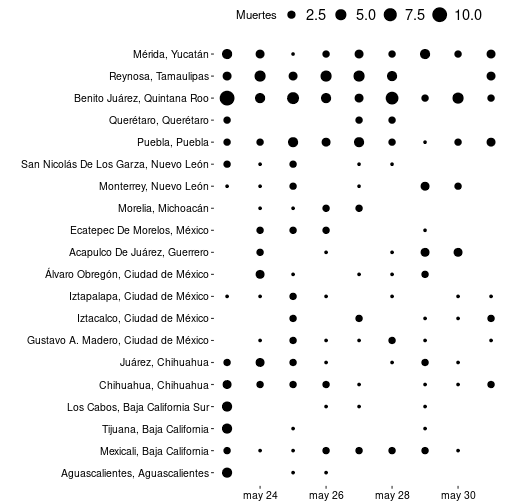 Muertes 2.5 5.0 7.5 10.0
Mérida, Yucatán
Reynosa, Tamaulipas
Benito Juárez, Quintana Roo
Querétaro, Querétaro
Puebla, Puebla
San Nicolás De Los Garza, Nuevo León
Monterrey, Nuevo León
Morelia, Michoacán
Ecatepec De Morelos, México
Acapulco De Juárez, Guerrero
Álvaro Obregón, Ciudad de México
Iztapalapa, Ciudad de México
Iztacalco, Ciudad de México
Gustavo A. Madero, Ciudad de México
Juárez, Chihuahua
Chihuahua, Chihuahua
Los Cabos, Baja California Sur
Tijuana, Baja California
Mexicali, Baja California
Aguascalientes, Aguascalientes
may 24 may 26 may 28 may 30